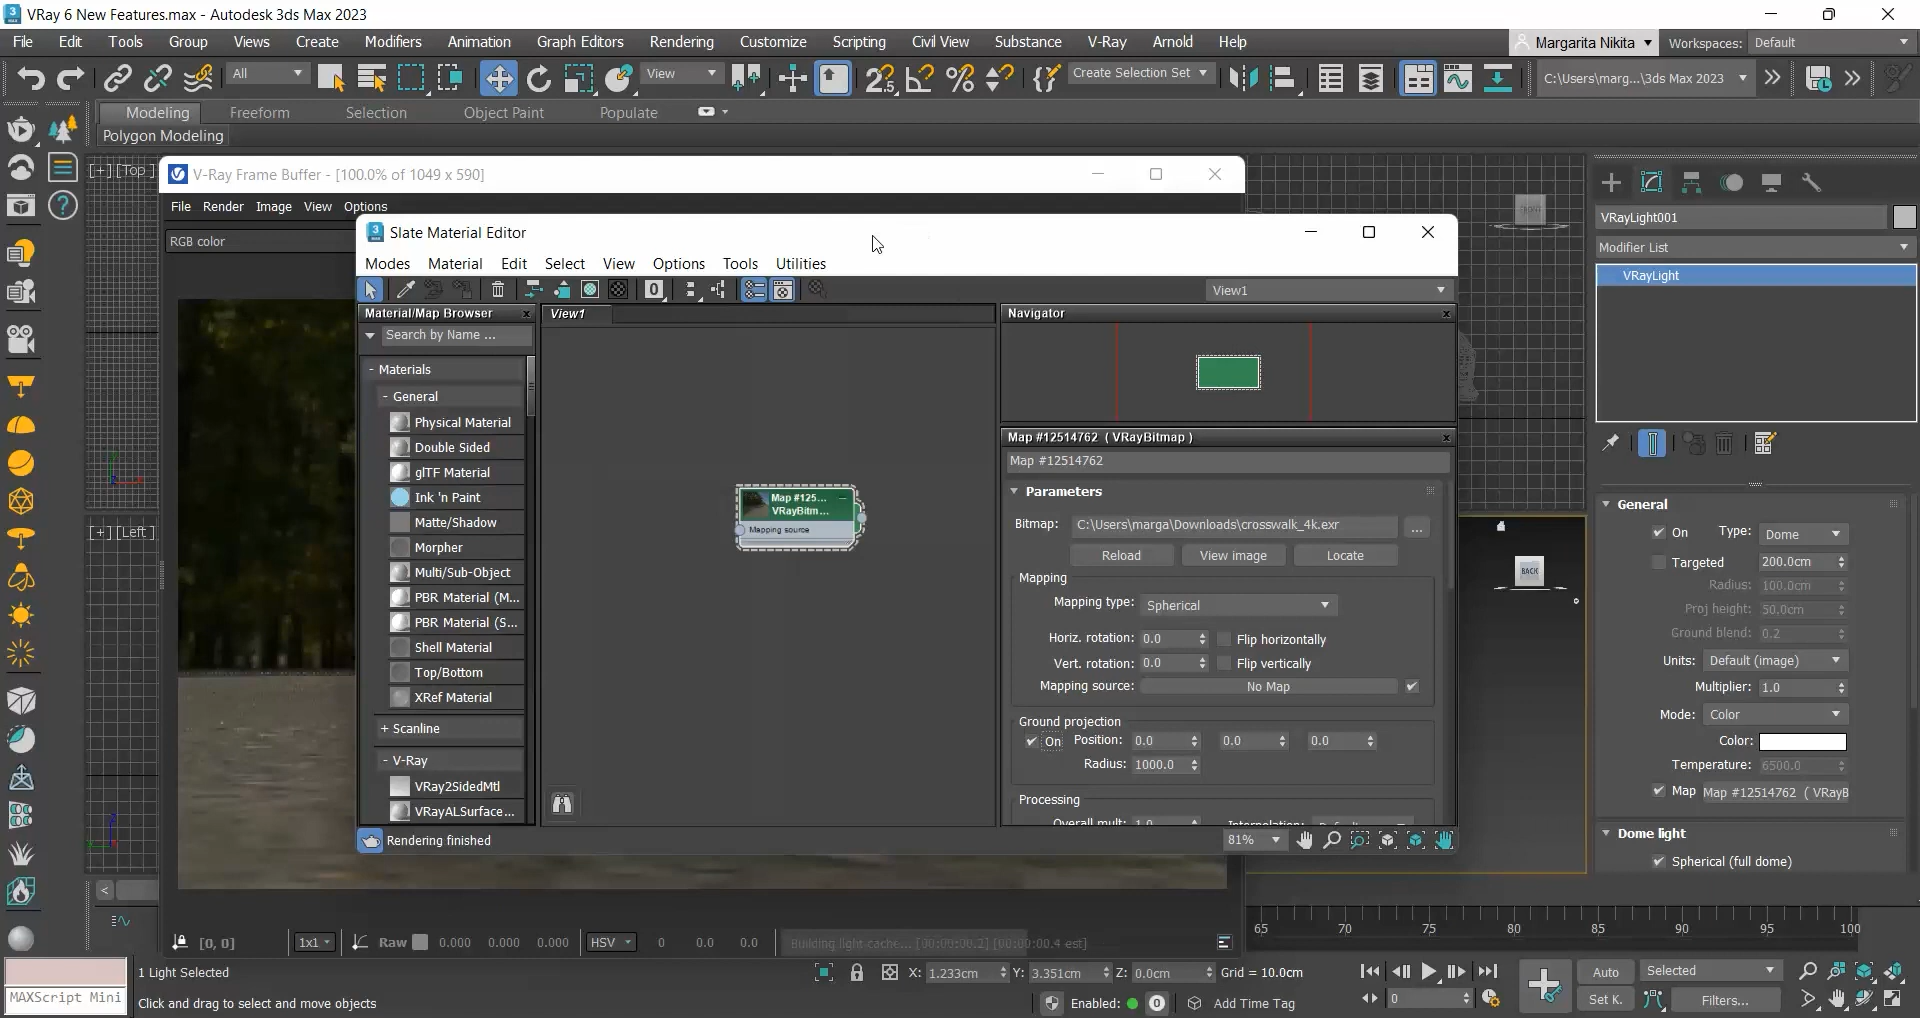 VRay 6 New Features.max - Autodesk 3ds Max 2023
File Edit Tools Group Views Create Modifiers Animation Graph Editors Rendering Customize Scripting Civil View Substance V-Ray Arnold Help
Margarita Nikita Workspaces: Default
All View Create Selection Set C:\Users\marg...\3ds Max 2023
Modeling Freeform Selection Object Paint Populate
Polygon Modeling
[+] [Top]
V-Ray Frame Buffer - [100.0% of 1049 x 590]
File Render Image View Options
RGB color
Slate Material Editor
Modes Material Edit Select View Options Tools Utilities
0
View1
Material/Map Browser
Search by Name ...
- Materials
- General
Physical Material
Double Sided
glTF Material
Ink 'n Paint
Matte/Shadow
Morpher
Multi/Sub-Object
PBR Material (M...
PBR Material (S...
Shell Material
Top/Bottom
XRef Material
+ Scanline
- V-Ray
VRay2SidedMtl
VRayALSurface...
View1
Map #125...
VRayBitm...
Mapping source
Navigator
Map #12514762 ( VRayBitmap )
Map #12514762
Parameters
Bitmap: C:\Users\marga\Downloads\crosswalk_4k.exr ...
Reload View image Locate
Mapping
Mapping type: Spherical
Horiz. rotation: 0.0 Flip horizontally
Vert. rotation: 0.0 Flip vertically
Mapping source: No Map
Ground projection
On Position: 0.0 0.0 0.0
Radius: 1000.0
Processing
Overall mult: 1.0 Interpolation: Default
Rendering finished
81%
[+] [Left]
FRONT
BACK
VRayLight001
Modifier List
VRayLight
General
On Type: Dome
Targeted 200.0cm
Radius: 100.0cm
Proj height: 50.0cm
Ground blend: 0.2
Units: Default (image)
Multiplier: 1.0
Mode: Color
Color:
Temperature: 6500.0
Map Map #12514762 ( VRayB
Dome light
Spherical (full dome)
[0, 0] 1x1 Raw 0.000 0.000 0.000 HSV 0 0.0 0.0 Building light cache... [00:00:00.2] [00:00:00.4 est]
65 70 75 80 85 90 95 100
1 Light Selected
X: 1.233cm Y: 3.351cm Z: 0.0cm Grid = 10.0cm
Auto Selected
MAXScript Mini
Click and drag to select and move objects
Enabled: 0 Add Time Tag
0
Set K. Filters...